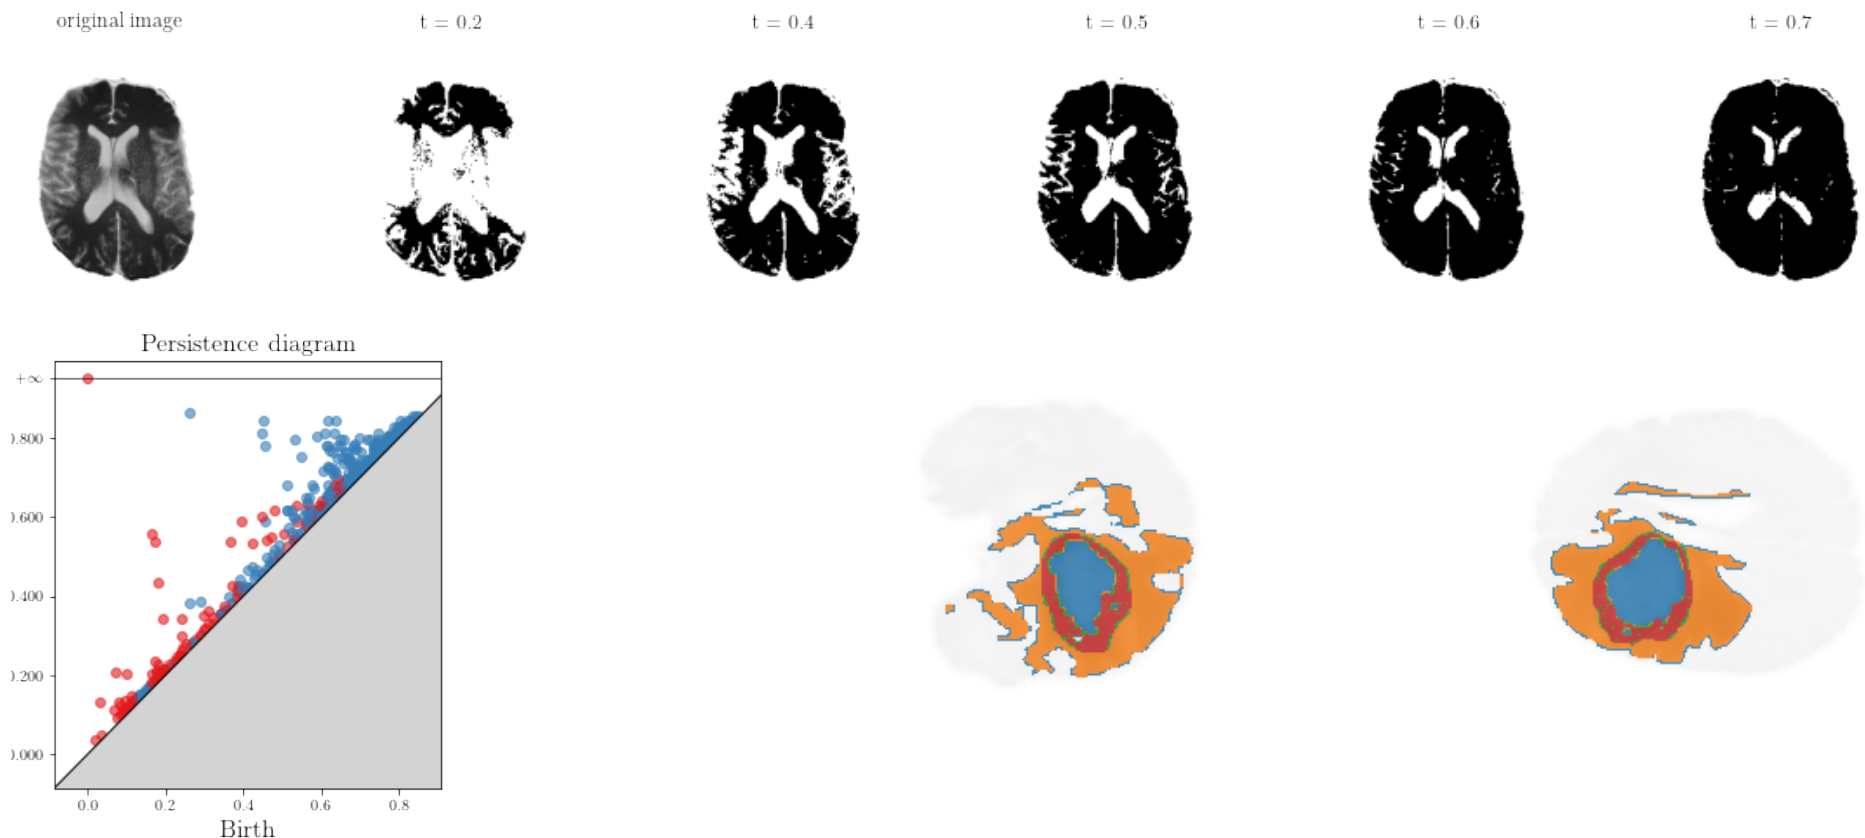 original image
t = 0.2
t = 0.4
t = 0.5
t = 0.6
t = 0.7
Persistence diagram
+∞
).800
).600
).400
).200
).000
0.0 0.2 0.4 0.6 0.8
Birth